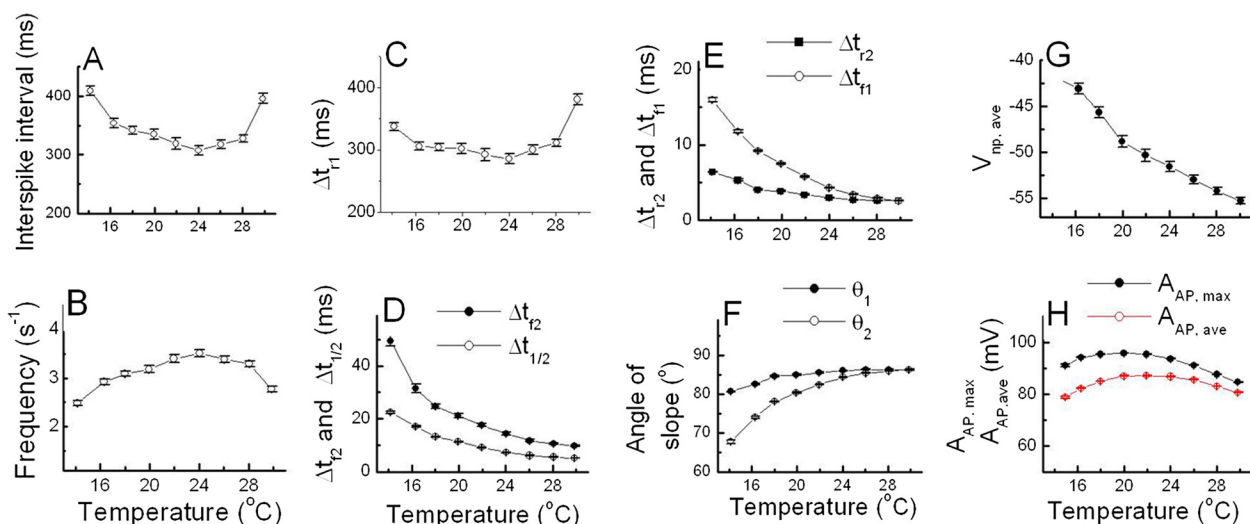 A
Interspike interval (ms)
400
300
200
16 20 24 28
B
Frequency (s⁻¹)
4
3
2
16 20 24 28
Temperature (°C)
C
Δt_r1 (ms)
400
300
200
16 20 24 28
D
Δt_f2
Δt_1/2
Δt_f2 and Δt_1/2 (ms)
40
20
0
16 20 24 28
Temperature (°C)
E
Δt_r2
Δt_f1
Δt_r2 and Δt_f1 (ms)
20
10
0
16 20 24 28
F
θ_1
θ_2
Angle of
slope (°)
90
80
70
60
16 20 24 28
Temperature (°C)
G
V_np, ave
-40
-45
-50
-55
16 20 24 28
H
A_AP, max
A_AP, ave
A_AP, max
A_AP,ave (mV)
100
80
60
16 20 24 28
Temperature (°C)